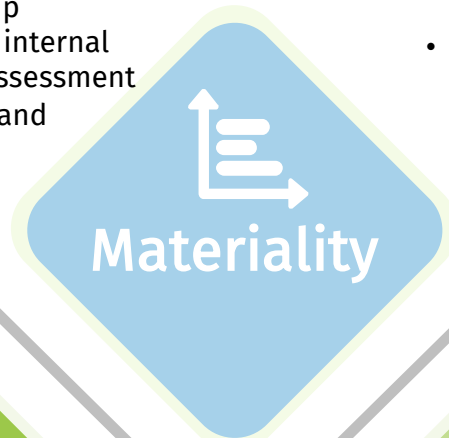 p
internal
ssessment
and
•
Materiality